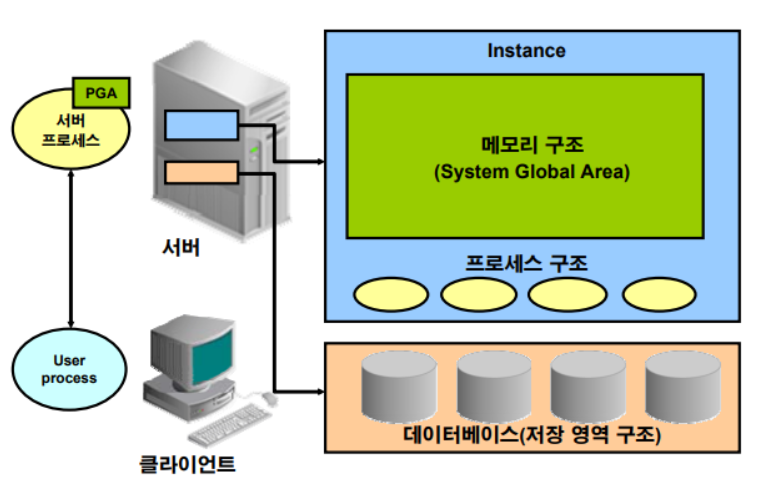 Instance
PGA
서버
프로세스
메모리 구조
(System Global Area)
서버
프로세스 구조
User
process
데이터베이스(저장 영역 구조)
클라이언트